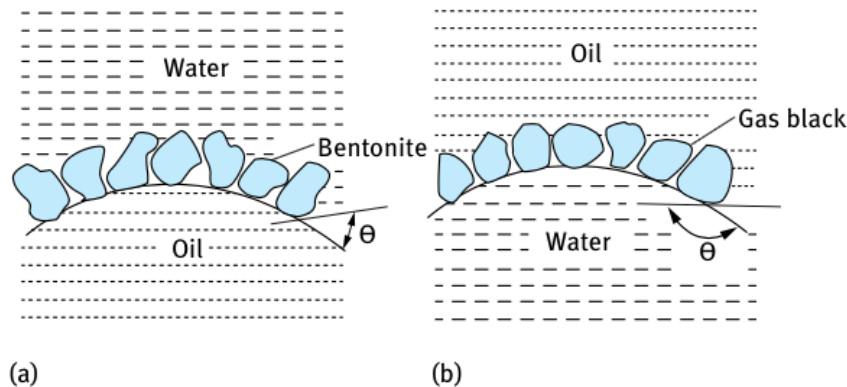 Water
Bentonite
Oil
θ
(a)
Oil
Gas black
Water
θ
(b)